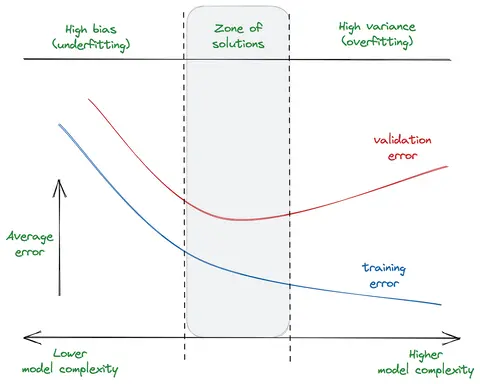 High bias
(underfitting)
Zone of
solutions
High variance
(overfitting)
validation
error
Average
error
training
error
Lower
model complexity
Higher
model complexity